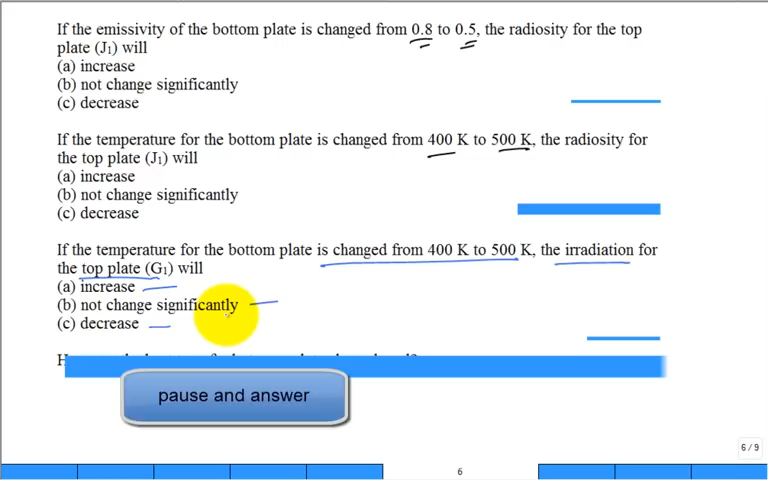 If the emissivity of the bottom plate is changed from 0.8 to 0.5, the radiosity for the top
plate (J₁) will
(a) increase
(b) not change significantly
(c) decrease
If the temperature for the bottom plate is changed from 400 K to 500 K, the radiosity for
the top plate (J₁) will
(a) increase
(b) not change significantly
(c) decrease
If the temperature for the bottom plate is changed from 400 K to 500 K, the irradiation for
the top plate (G₁) will
(a) increase
(b) not change significantly
(c) decrease
pause and answer
6 / 9
6